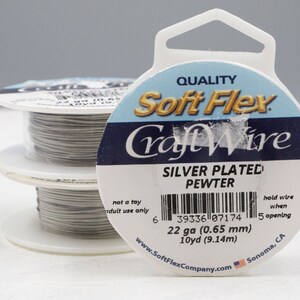 QUALITY
Soft Flex
Craft Wire
SILVER PLATED
PEWTER
not a toy
adult use only
hold wire
when
opening
6 39336 07174 5
22 ga (0.65 mm)
10yd (9.14m)
www.SoftFlexCompany.com Sonoma, CA